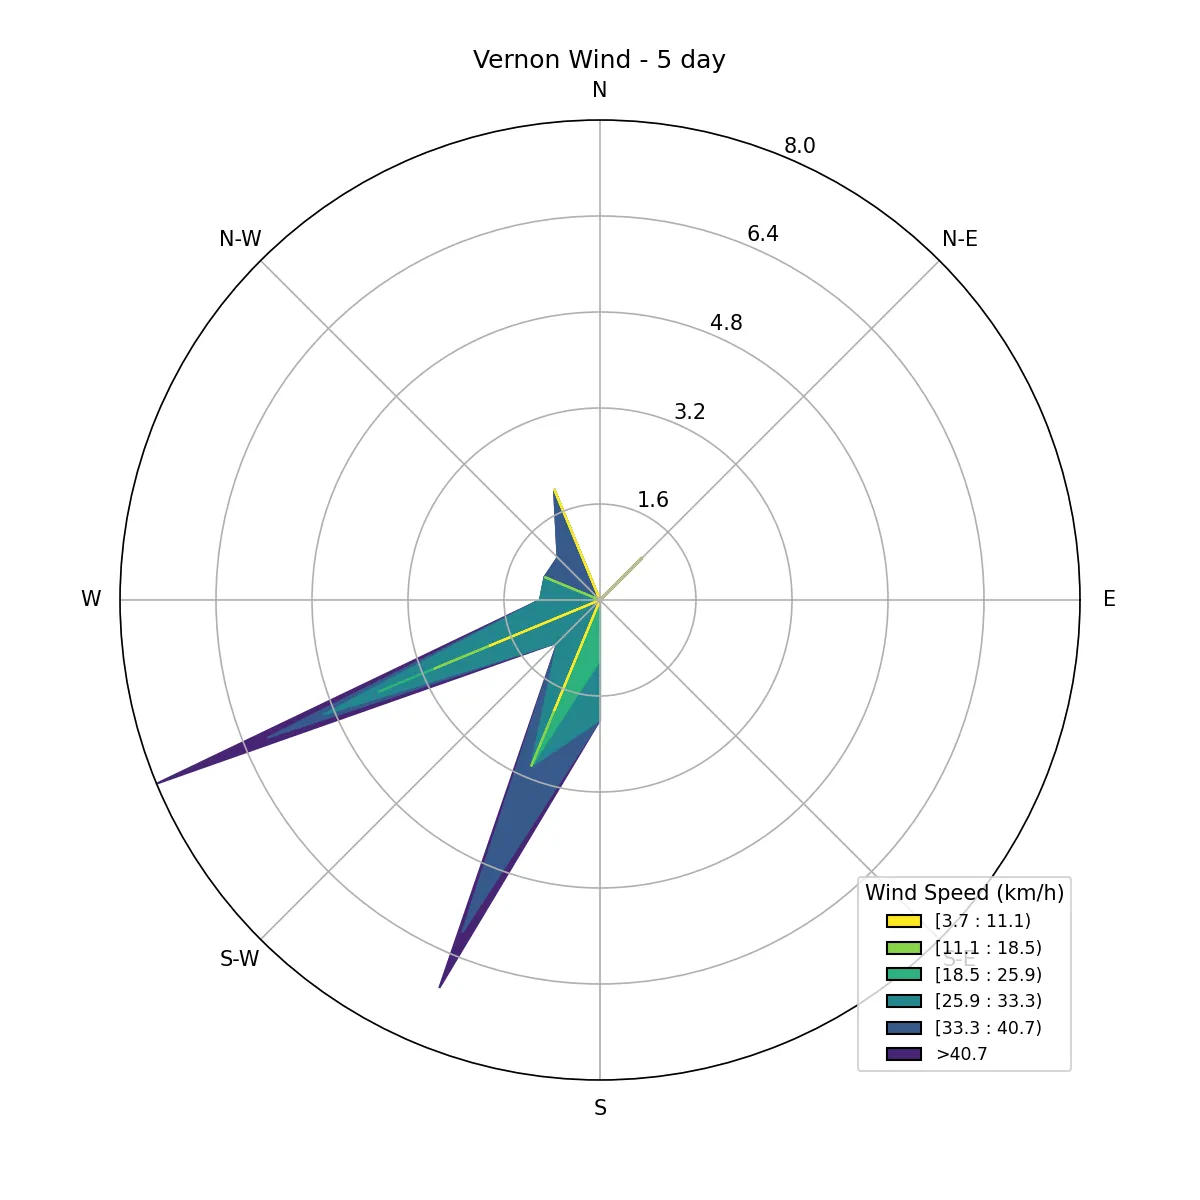 Vernon Wind - 5 day
N
8.0
N-W
6.4
N-E
4.8
3.2
1.6
W
E
S-W
S-E
S
Wind Speed (km/h)
[3.7 : 11.1)
[11.1 : 18.5)
[18.5 : 25.9)
[25.9 : 33.3)
[33.3 : 40.7)
>40.7